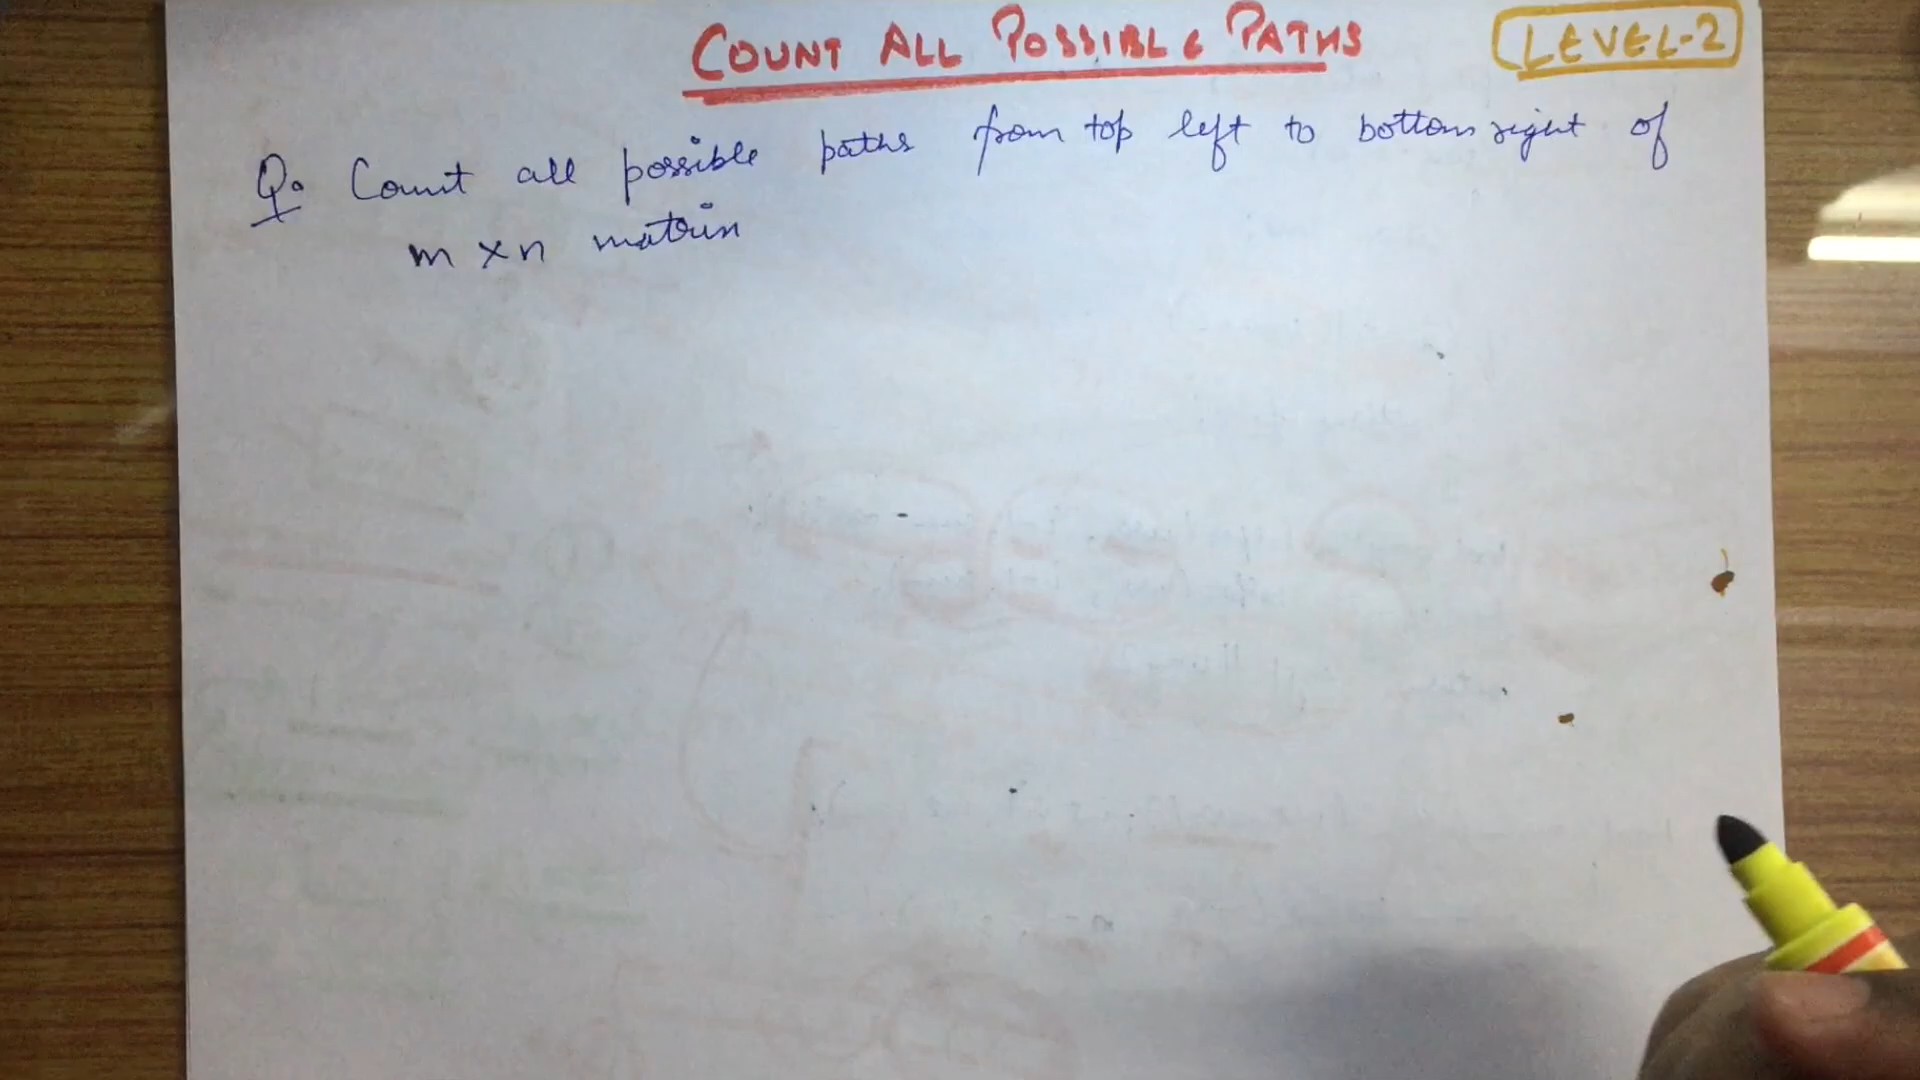 COUNT ALL POSSIBLE PATHS
LEVEL-2
Q. Count all possible paths from top left to bottom right of
m x n matrix